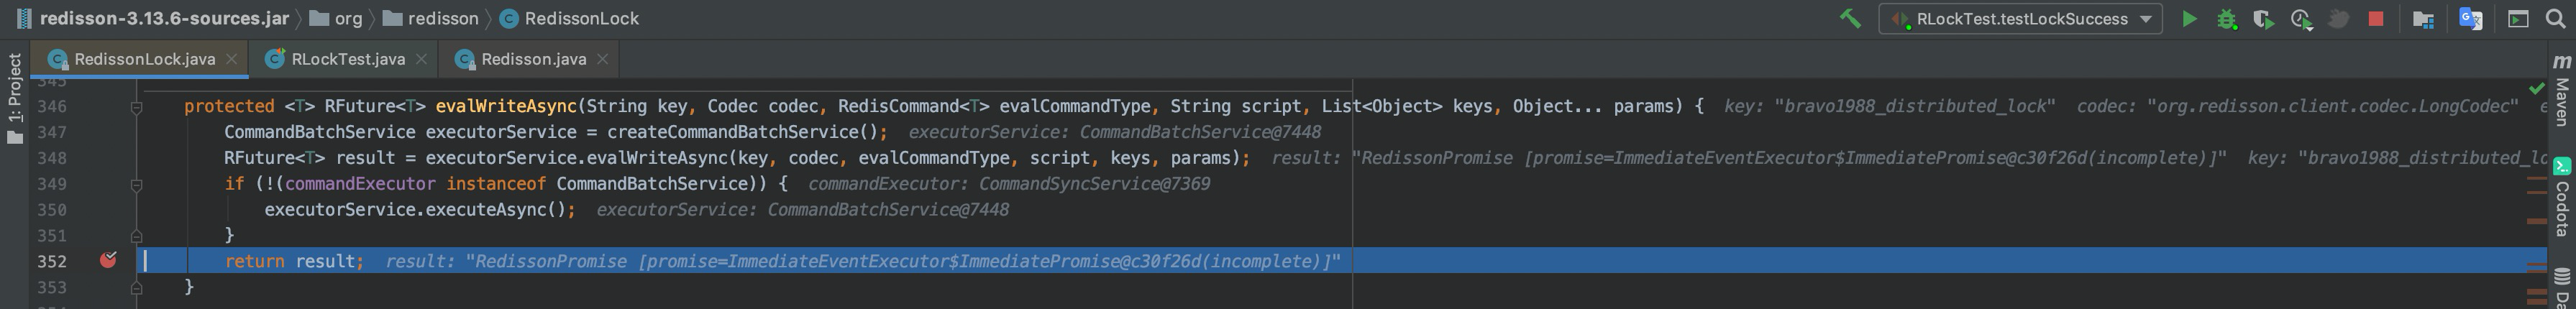 redisson-3.13.6-sources.jar org redisson RedissonLock RLockTest.testLockSuccess
RedissonLock.java RLockTest.java Redisson.java
1: Project
345
346 protected <T> RFuture<T> evalWriteAsync(String key, Codec codec, RedisCommand<T> evalCommandType, String script, List<Object> keys, Object... params) { key: "bravo1988_distributed_lock" codec: "org.redisson.client.codec.LongCodec" e
347 CommandBatchService executorService = createCommandBatchService(); executorService: CommandBatchService@7448
348 RFuture<T> result = executorService.evalWriteAsync(key, codec, evalCommandType, script, keys, params); result: "RedissonPromise [promise=ImmediateEventExecutor$ImmediatePromise@c30f26d(incomplete)]" key: "bravo1988_distributed_lo
349 if (!(commandExecutor instanceof CommandBatchService)) { commandExecutor: CommandSyncService@7369
350 executorService.executeAsync(); executorService: CommandBatchService@7448
351 }
352 return result; result: "RedissonPromise [promise=ImmediateEventExecutor$ImmediatePromise@c30f26d(incomplete)]"
353 }
m Maven
Codota
Da